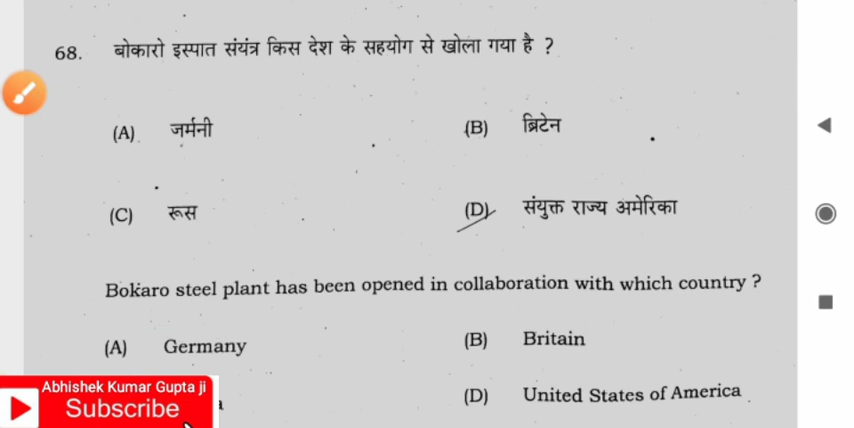 68. बोकारो इस्पात संयंत्र किस देश के सहयोग से खोला गया है ?
(A) जर्मनी (B) ब्रिटेन
(C) रूस (D) संयुक्त राज्य अमेरिका
Bokaro steel plant has been opened in collaboration with which country ?
(A) Germany (B) Britain
(D) United States of America
Abhishek Kumar Gupta ji
Subscribe